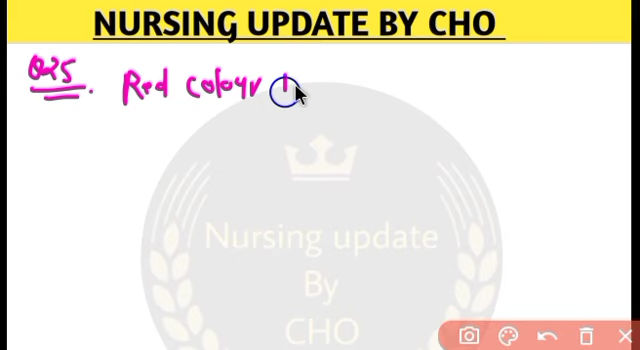 NURSING UPDATE BY CHO
Q25. Red colour
Nursing update
By
CHO